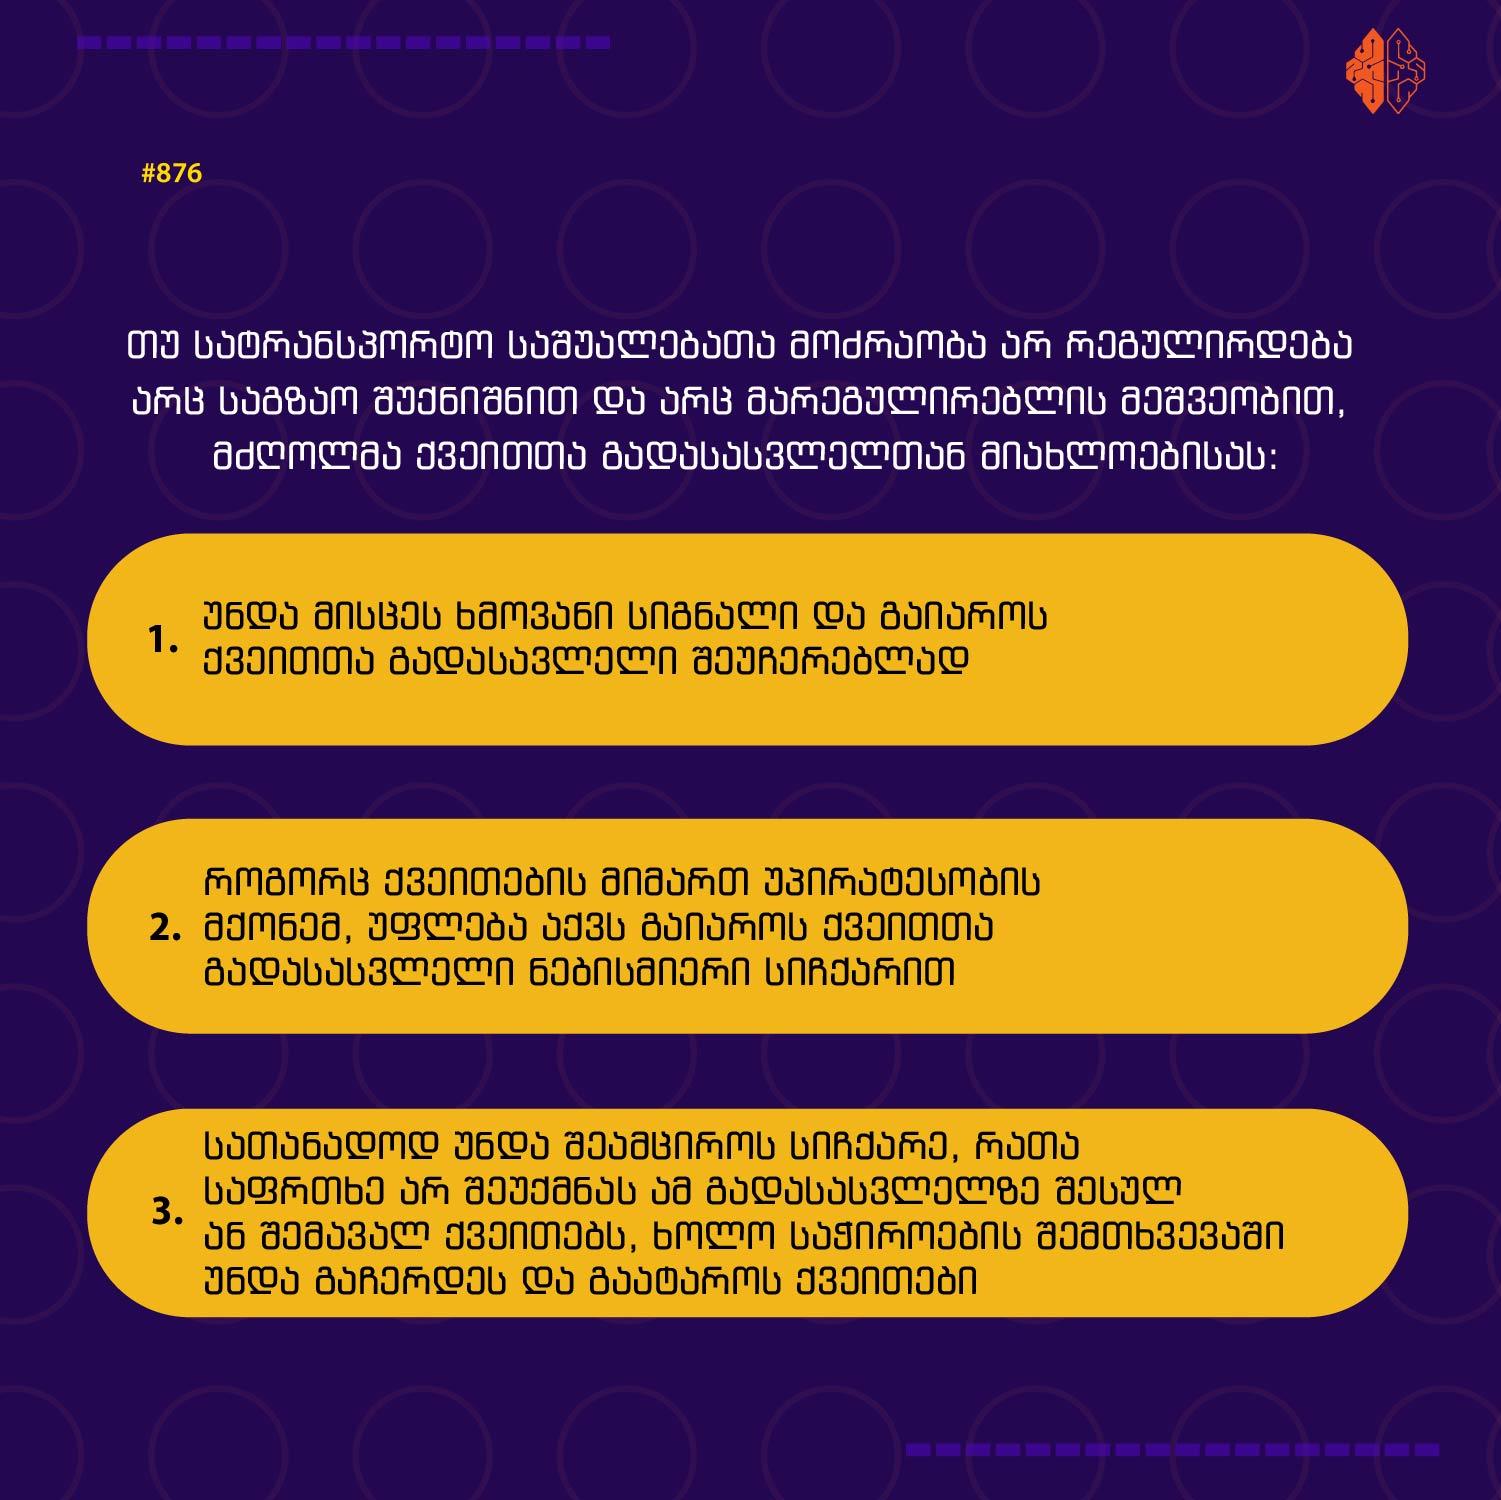 #876
თუ სატრანსპორტო საშუალებათა მოძრაობა არ რეგულირდება
არც საგზაო შუქნიშნით და არც მარეგულირებლის მეშვეობით,
მძღოლმა ქვეითთა გადასასვლელთან მიახლოებისას:
1. უნდა მისცეს ხმოვანი სიგნალი და გაიაროს
ქვეითთა გადასავლელი შეუჩერებლად
როგორც ქვეითების მიმართ უპირატესობის
2. მქონემ, უფლება აქვს გაიაროს ქვეითთა
გადასასვლელი ნებისმიერი სიჩქარით
სათანადოდ უნდა შეამციროს სიჩქარე, რათა
საფრთხე არ შეუქმნას ამ გადასასვლელზე შესულ
3. ან შემავალ ქვეითებს, ხოლო საჭიროების შემთხვევაში
უნდა გაჩერდეს და გაატაროს ქვეითები